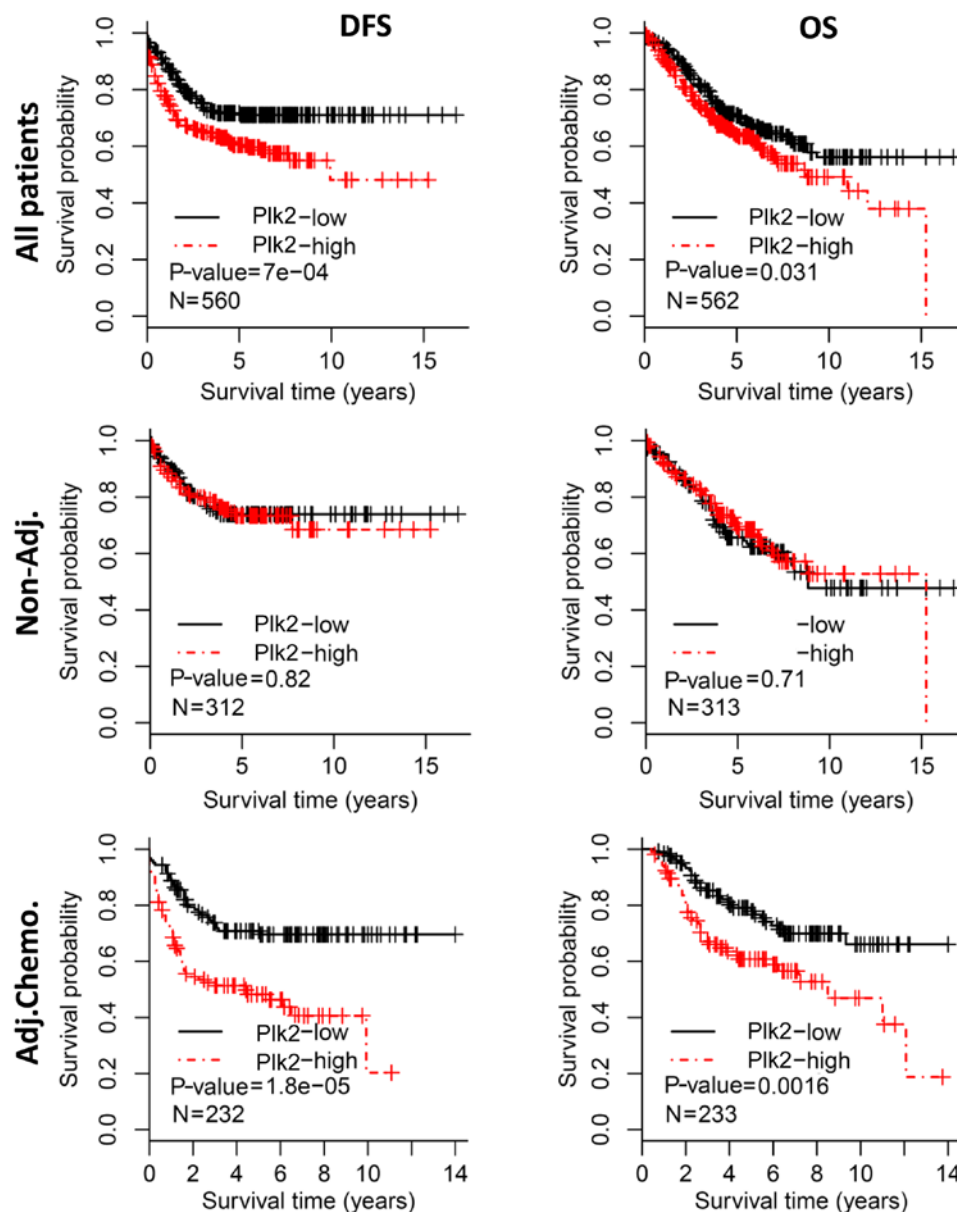 DFS
OS
All patients
Survival probability
0.0 0.2 0.4 0.6 0.8 1.0
Plk2-low
Plk2-high
P-value=7e-04
N=560
0 5 10 15
Survival time (years)
Survival probability
0.0 0.2 0.4 0.6 0.8 1.0
Plk2-low
Plk2-high
P-value=0.031
N=562
0 5 10 15
Survival time (years)
Non-Adj.
Survival probability
0.0 0.2 0.4 0.6 0.8 1.0
Plk2-low
Plk2-high
P-value=0.82
N=312
0 5 10 15
Survival time (years)
Survival probability
0.0 0.2 0.4 0.6 0.8 1.0
-low
-high
P-value=0.71
N=313
0 5 10 15
Survival time (years)
Adj.Chemo.
Survival probability
0.0 0.2 0.4 0.6 0.8 1.0
Plk2-low
Plk2-high
P-value=1.8e-05
N=232
0 2 4 6 8 10 12 14
Survival time (years)
Survival probability
0.0 0.2 0.4 0.6 0.8 1.0
Plk2-low
Plk2-high
P-value=0.0016
N=233
0 2 4 6 8 10 12 14
Survival time (years)